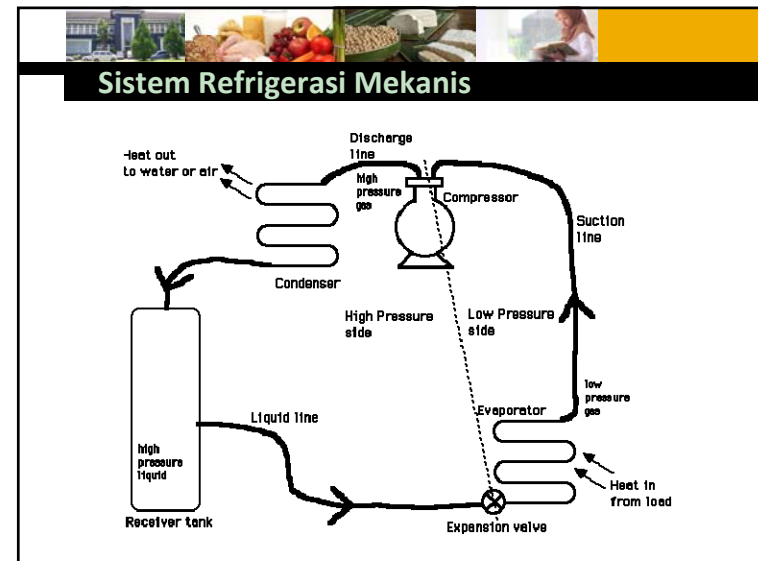 Sistem Refrigerasi Mekanis
Discharge
line
Heat out
to water or air
high
pressure
gas
Compressor
Suction
line
Condenser
High Pressure
side
Low Pressure
side
low
pressure
gas
Evaporator
Liquid line
high
pressure
liquid
Heat in
from load
Receiver tank
Expansion valve